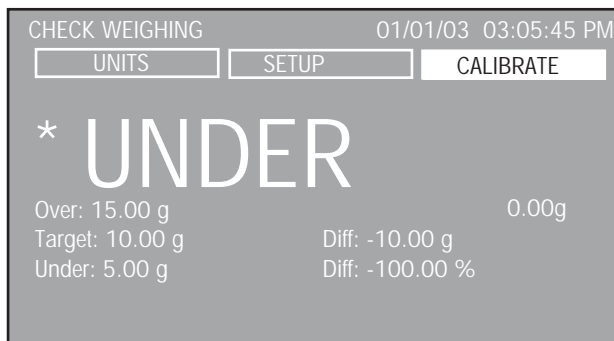 CHECK WEIGHING 01/01/03 03:05:45 PM
UNITS SETUP CALIBRATE
* UNDER
Over: 15.00 g 0.00g
Target: 10.00 g Diff: -10.00 g
Under: 5.00 g Diff: -100.00 %